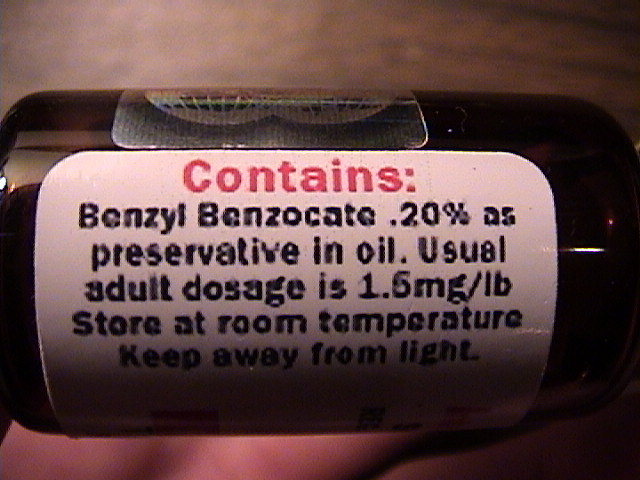 Contains:
Benzyl Benzocate .20% as
preservative in oil. Usual
adult dosage is 1.5mg/lb
Store at room temperature
Keep away from light.